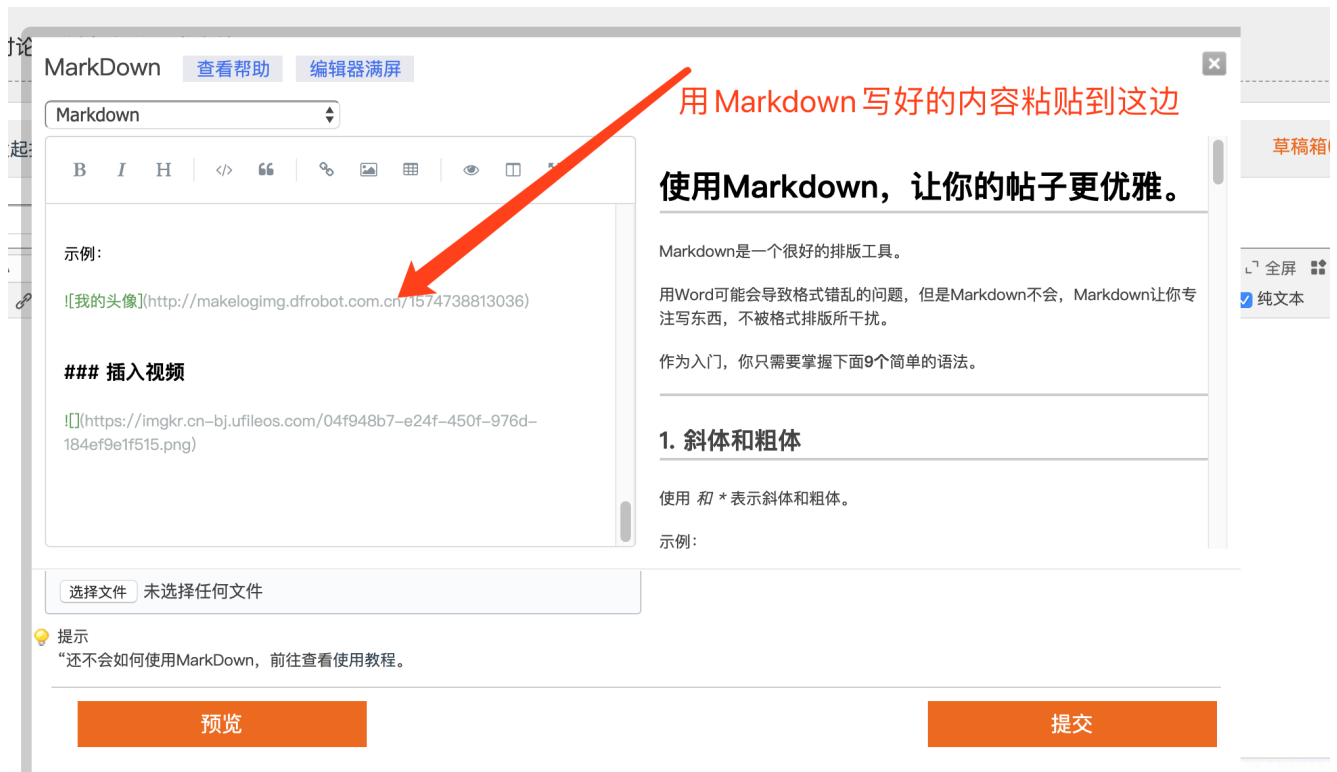 讨论
MarkDown 查看帮助 编辑器满屏
Markdown
用Markdown写好的内容粘贴到这边
草稿箱
B I H
示例：
![我的头像](http://makelogimg.dfrobot.com.cn/1574738813036)
### 插入视频
![](https://imgkr.cn-bj.ufileos.com/04f948b7-e24f-450f-976d-
184ef9e1f515.png)
使用Markdown，让你的帖子更优雅。
Markdown是一个很好的排版工具。
用Word可能会导致格式错乱的问题，但是Markdown不会，Markdown让你专
注写东西，不被格式排版所干扰。
作为入门，你只需要掌握下面9个简单的语法。
1. 斜体和粗体
使用 和 * 表示斜体和粗体。
示例：
全屏
纯文本
选择文件 未选择任何文件
提示
“还不会如何使用MarkDown，前往查看使用教程。
预览
提交